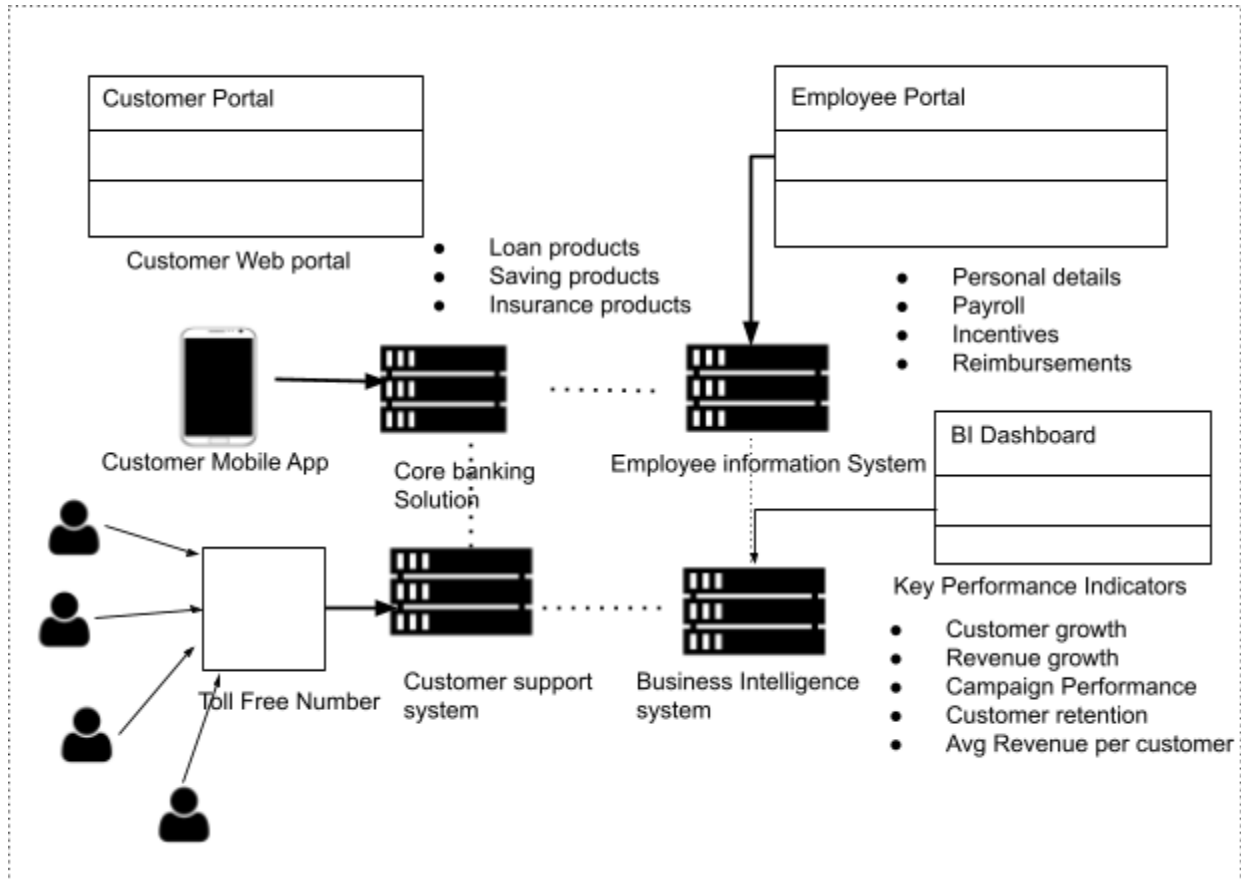 Customer Portal
Customer Web portal
Loan products
Saving products
Insurance products
Employee Portal
Personal details
Payroll
Incentives
Reimbursements
Customer Mobile App
Core banking
Solution
Employee information System
BI Dashboard
Key Performance Indicators
Customer growth
Revenue growth
Campaign Performance
Customer retention
Avg Revenue per customer
Toll Free Number
Customer support
system
Business Intelligence
system